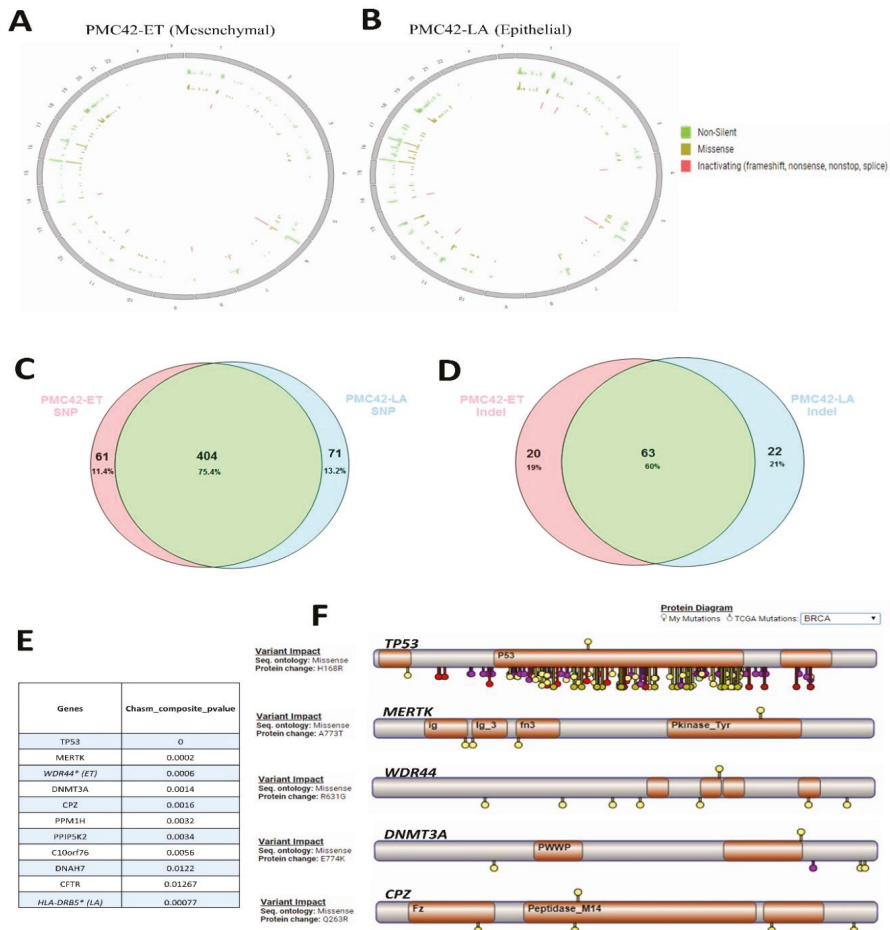 A
PMC42-ET (Mesenchymal)
B
PMC42-LA (Epithelial)
Non-Silent
Missense
Inactivating (frameshift, nonsense, nonstop, splice)
C
PMC42-ET
SNP
PMC42-LA
SNP
61
11.4%
404
75.4%
71
13.2%
D
PMC42-ET
Indel
PMC42-LA
Indel
20
19%
63
60%
22
21%
E
Genes Chasm_composite_pvalue
TP53 0
MERTK 0.0002
WDR44* (ET) 0.0006
DNMT3A 0.0014
CPZ 0.0016
PPM1H 0.0032
PPIP5K2 0.0034
C10orf76 0.0056
DNAH7 0.0122
CFTR 0.01267
HLA-DRB5* (LA) 0.00077
F
Protein Diagram
My Mutations TCGA Mutations: BRCA
Variant Impact
Seq. ontology: Missense
Protein change: H168R
TP53
P53
Variant Impact
Seq. ontology: Missense
Protein change: A773T
MERTK
ig Ig_3 fn3 Pkinase_Tyr
Variant Impact
Seq. ontology: Missense
Protein change: R631G
WDR44
Variant Impact
Seq. ontology: Missense
Protein change: E774K
DNMT3A
PWWP
Variant Impact
Seq. ontology: Missense
Protein change: Q263R
CPZ
Fz Peptidase_M14